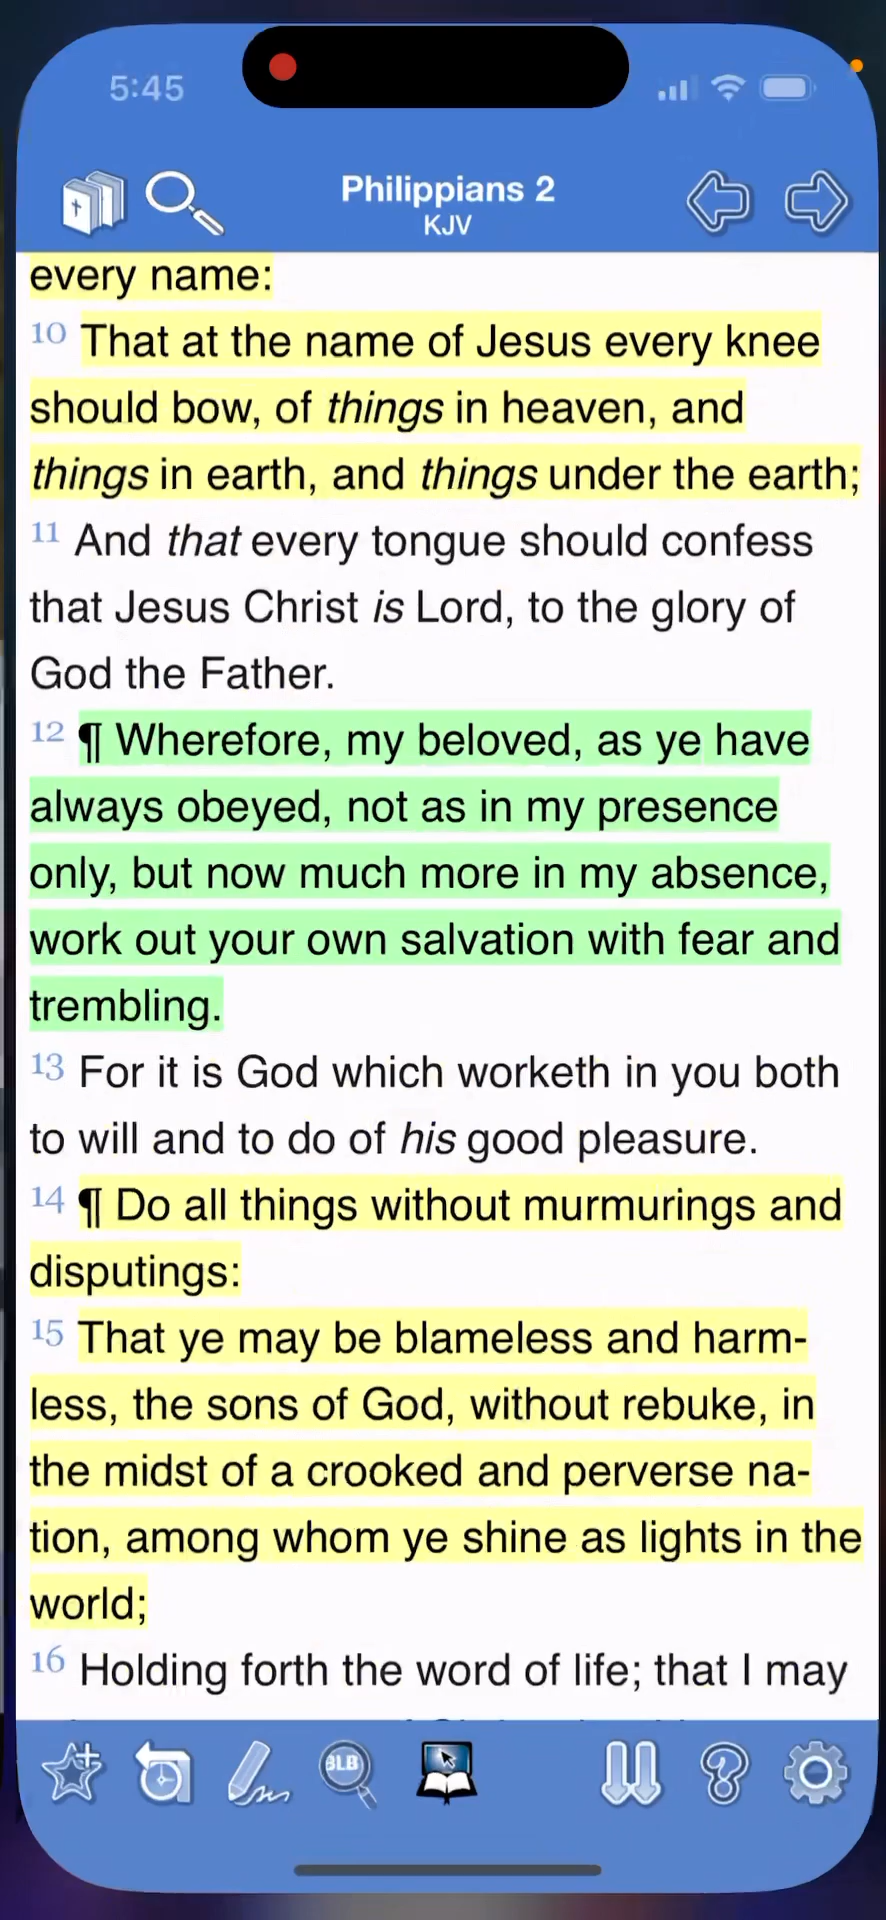 5:45
Philippians 2
KJV
every name:
10 That at the name of Jesus every knee
should bow, of things in heaven, and
things in earth, and things under the earth;
11 And that every tongue should confess
that Jesus Christ is Lord, to the glory of
God the Father.
12 ¶ Wherefore, my beloved, as ye have
always obeyed, not as in my presence
only, but now much more in my absence,
work out your own salvation with fear and
trembling.
13 For it is God which worketh in you both
to will and to do of his good pleasure.
14 ¶ Do all things without murmurings and
disputings:
15 That ye may be blameless and harm-
less, the sons of God, without rebuke, in
the midst of a crooked and perverse na-
tion, among whom ye shine as lights in the
world;
16 Holding forth the word of life; that I may
BLB